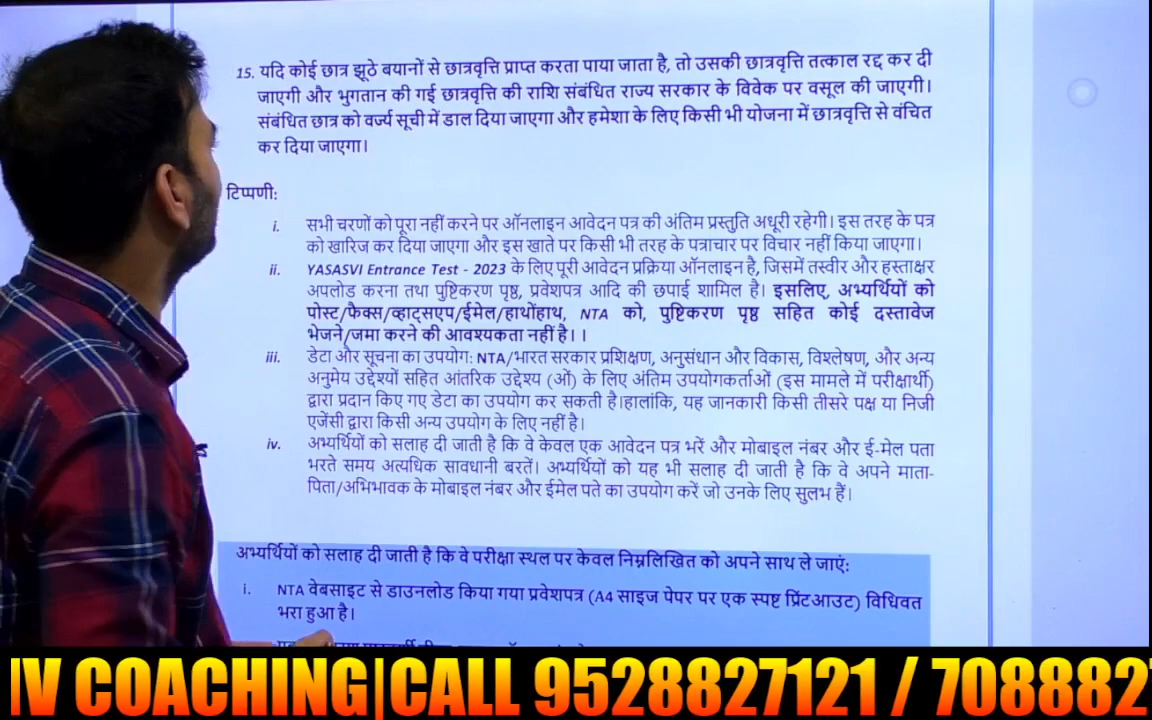 15. यदि कोई छात्र झूठे बयानों से छात्रवृत्ति प्राप्त करता पाया जाता है, तो उसकी छात्रवृत्ति तत्काल रद्द कर दी
जाएगी और भुगतान की गई छात्रवृत्ति की राशि संबंधित राज्य सरकार के विवेक पर वसूल की जाएगी।
संबंधित छात्र को वर्ज्य सूची में डाल दिया जाएगा और हमेशा के लिए किसी भी योजना में छात्रवृत्ति से वंचित
कर दिया जाएगा।
टिप्पणी:
i. सभी चरणों को पूरा नहीं करने पर ऑनलाइन आवेदन पत्र की अंतिम प्रस्तुति अधूरी रहेगी। इस तरह के पत्र
को खारिज कर दिया जाएगा और इस खाते पर किसी भी तरह के पत्राचार पर विचार नहीं किया जाएगा।
ii. YASASVI Entrance Test - 2023 के लिए पूरी आवेदन प्रक्रिया ऑनलाइन है, जिसमें तस्वीर और हस्ताक्षर
अपलोड करना तथा पुष्टिकरण पृष्ठ, प्रवेशपत्र आदि की छपाई शामिल है। इसलिए, अभ्यर्थियों को
पोस्ट/फैक्स/व्हाट्सएप/ईमेल/हाथोंहाथ, NTA को, पुष्टिकरण पृष्ठ सहित कोई दस्तावेज
भेजने/जमा करने की आवश्यकता नहीं है। ।
iii. डेटा और सूचना का उपयोग: NTA/भारत सरकार प्रशिक्षण, अनुसंधान और विकास, विश्लेषण, और अन्य
अनुमेय उद्देश्यों सहित आंतरिक उद्देश्य (ओं) के लिए अंतिम उपयोगकर्ताओं (इस मामले में परीक्षार्थी)
द्वारा प्रदान किए गए डेटा का उपयोग कर सकती है।हालांकि, यह जानकारी किसी तीसरे पक्ष या निजी
एजेंसी द्वारा किसी अन्य उपयोग के लिए नहीं है।
iv. अभ्यर्थियों को सलाह दी जाती है कि वे केवल एक आवेदन पत्र भरें और मोबाइल नंबर और ई-मेल पता
भरते समय अत्यधिक सावधानी बरतें। अभ्यर्थियों को यह भी सलाह दी जाती है कि वे अपने माता-
पिता/अभिभावक के मोबाइल नंबर और ईमेल पते का उपयोग करें जो उनके लिए सुलभ हैं।
अभ्यर्थियों को सलाह दी जाती है कि वे परीक्षा स्थल पर केवल निम्नलिखित को अपने साथ ले जाएं:
i. NTA वेबसाइट से डाउनलोड किया गया प्रवेशपत्र (A4 साइज पेपर पर एक स्पष्ट प्रिंटआउट) विधिवत
भरा हुआ है।
IV COACHING|CALL 9528827121 / 708882